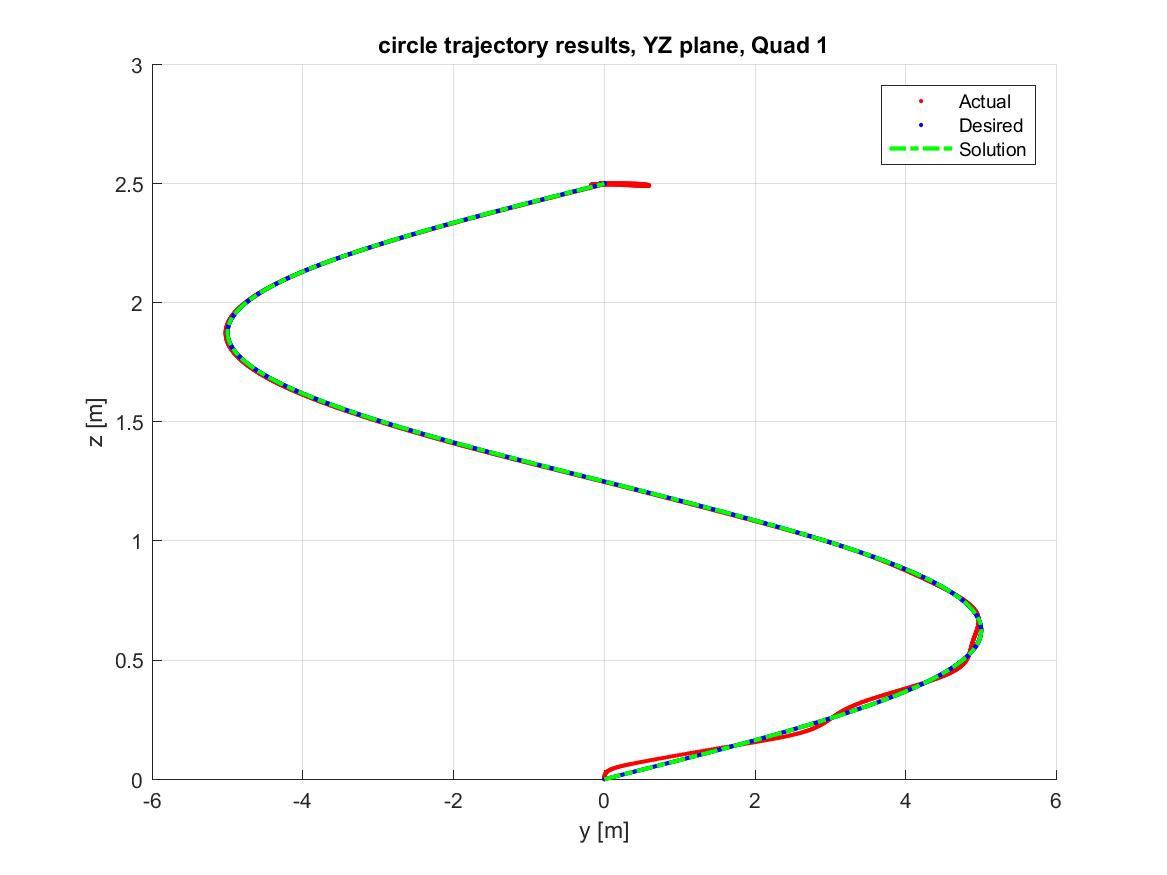 circle trajectory results, YZ plane, Quad 1
3
2.5
2
1.5
1
0.5
0
z [m]
Actual
Desired
Solution
-6
-4
-2
0
2
4
6
y [m]